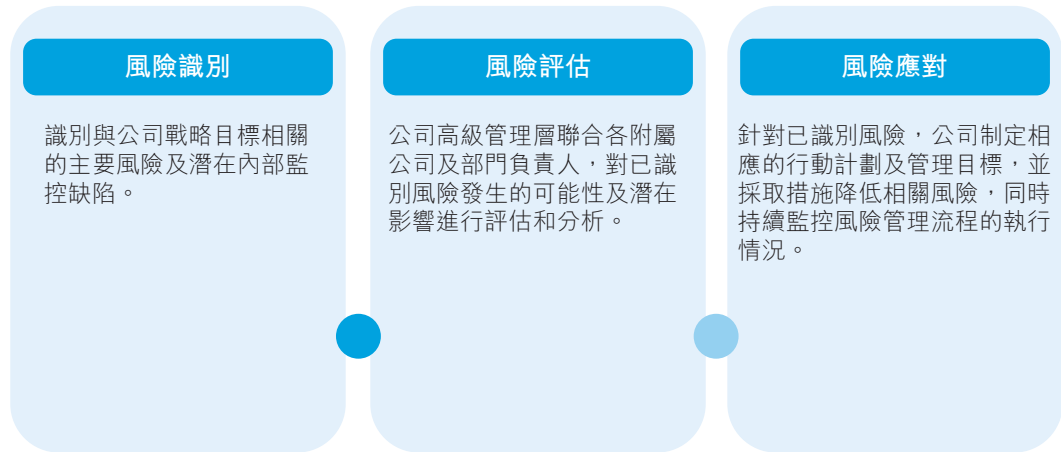 風險識別
識別與公司戰略目標相關
的主要風險及潛在內部監
控缺陷。
風險評估
公司高級管理層聯合各附屬
公司及部門負責人，對已識
別風險發生的可能性及潛在
影響進行評估和分析。
風險應對
針對已識別風險，公司制定相
應的行動計劃及管理目標，並
採取措施降低相關風險，同時
持續監控風險管理流程的執行
情況。